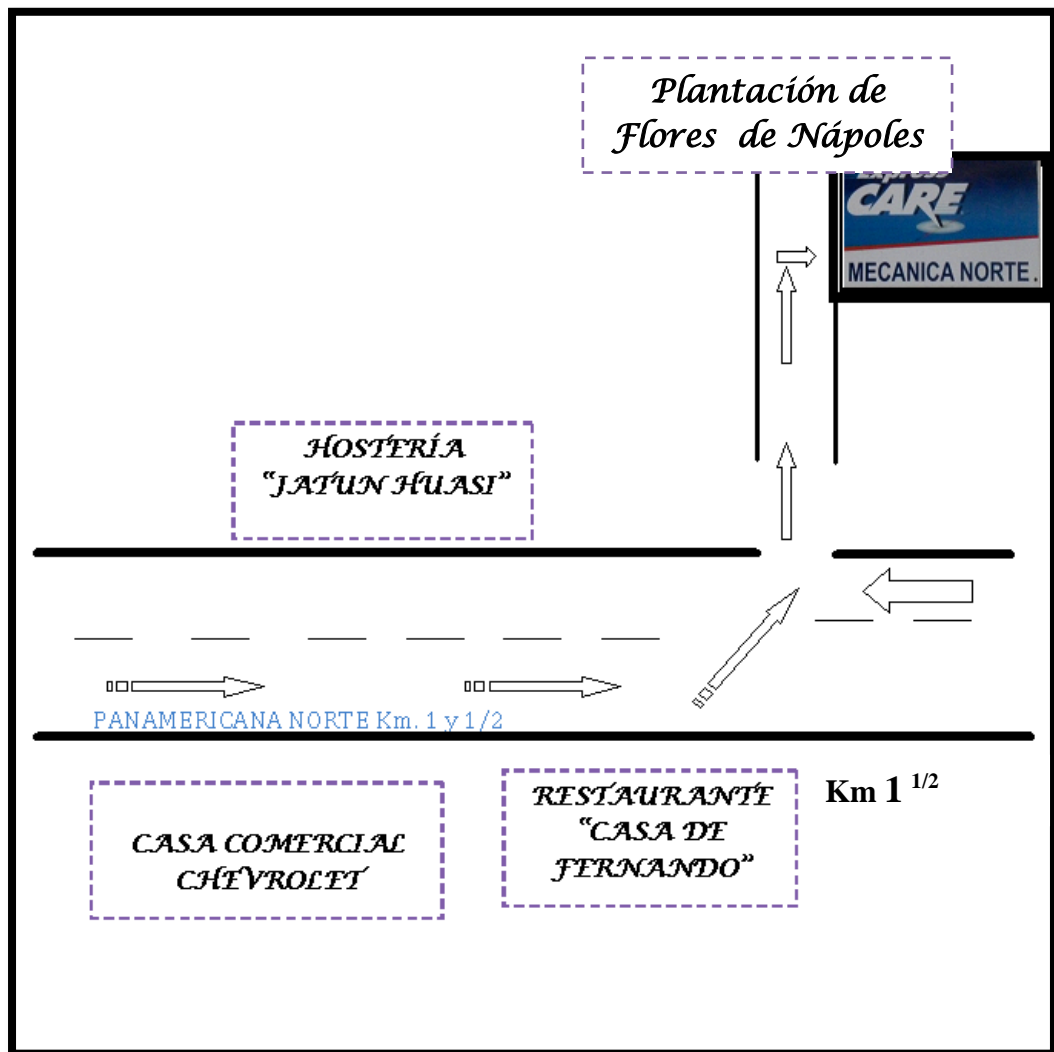 Plantación de
Flores de Nápoles
Express
CARE
MECANICA NORTE.
HOSTERÍA
“JATUN HUASI”
PANAMERICANA NORTE Km. 1 y 1/2
Km 1 1/2
RESTAURANTE
“CASA DE
FERNANDO”
CASA COMERCIAL
CHEVROLET